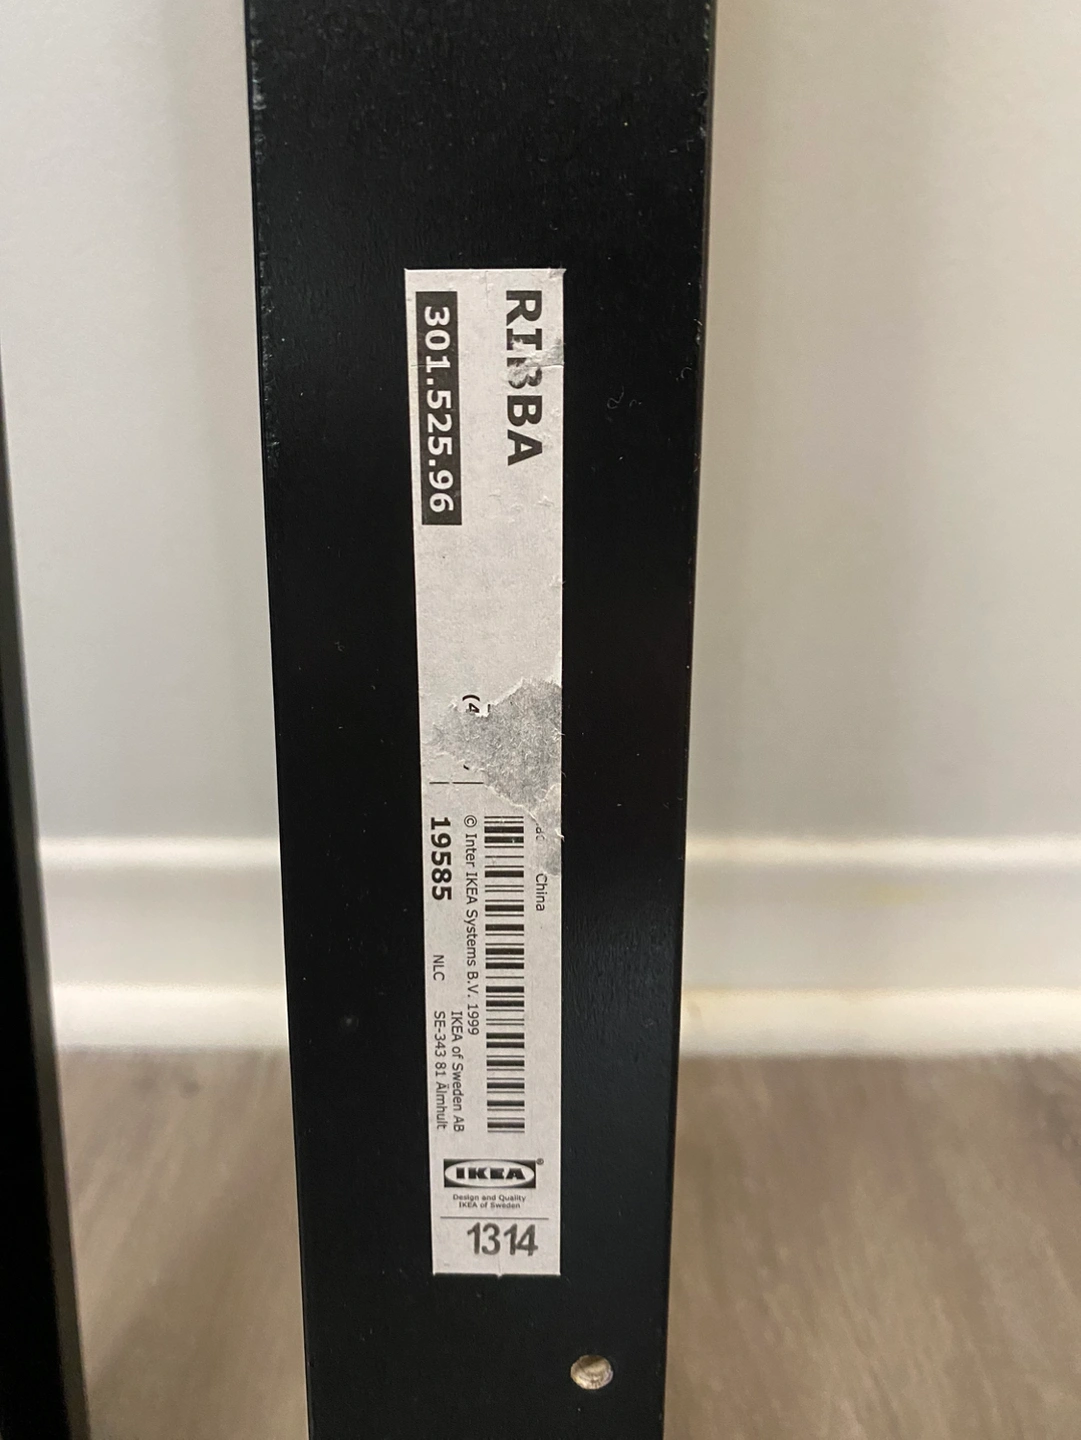 RIBBA
301.525.96
(4
China
© Inter IKEA Systems B.V. 1999
19585
NLC
IKEA of Sweden AB
SE-343 81 Älmhult
IKEA®
Design and Quality
IKEA of Sweden
1314